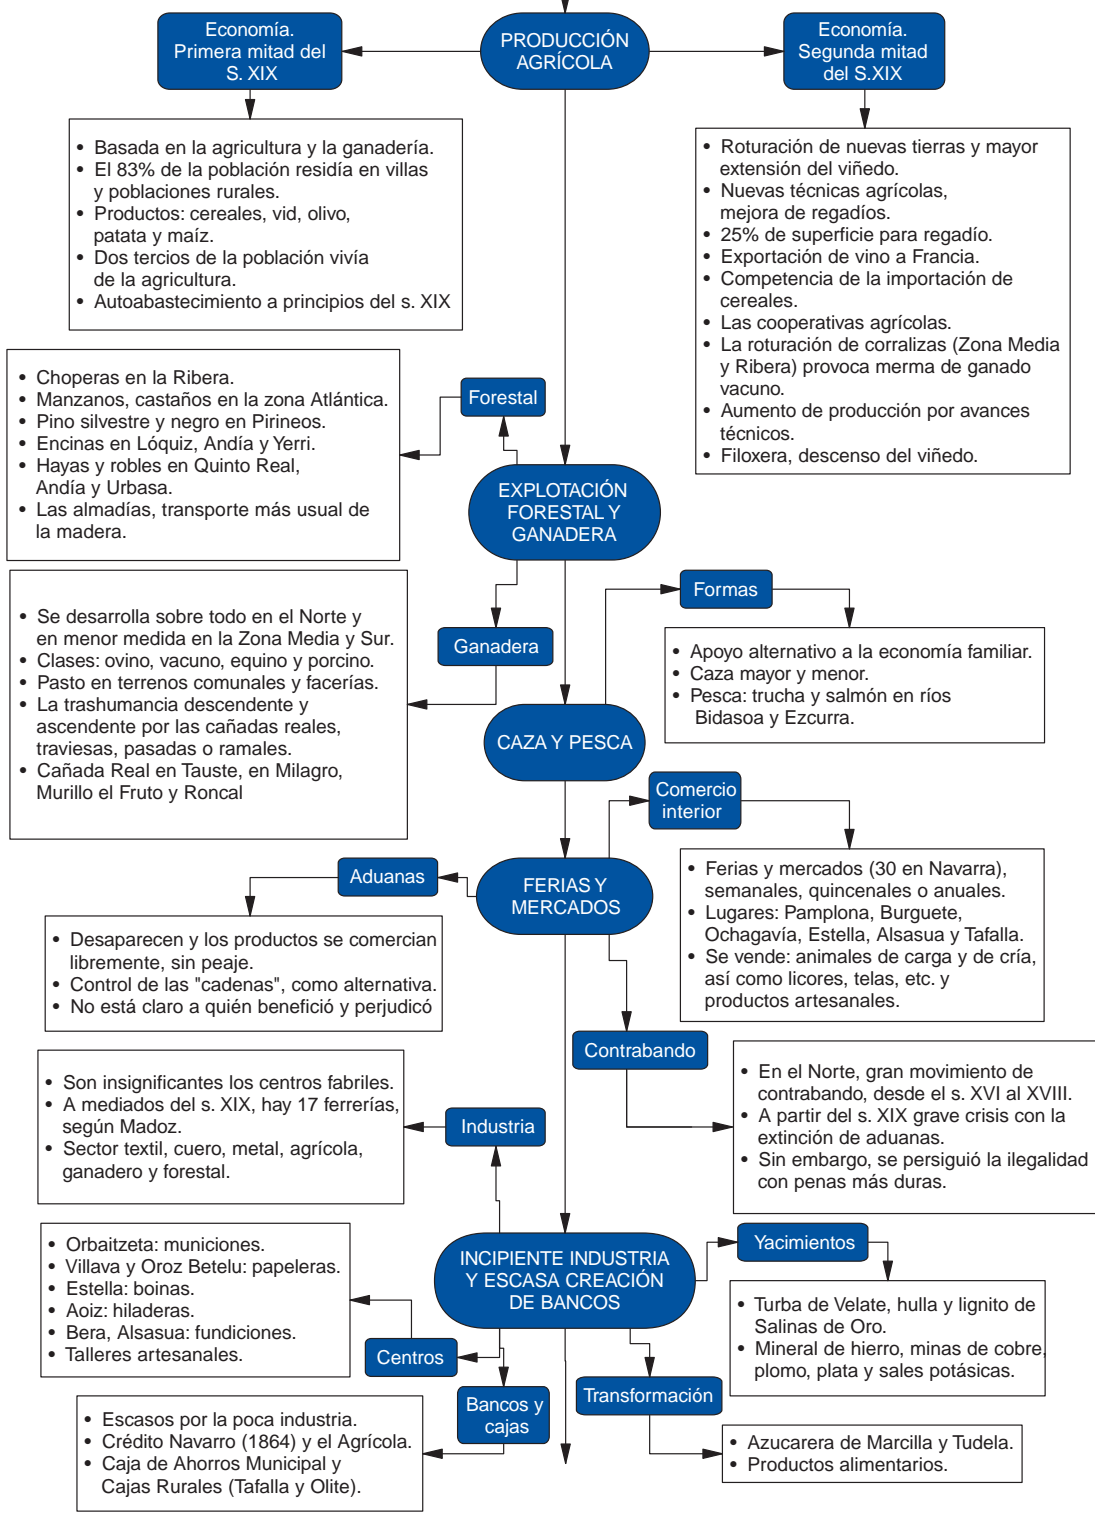 Economía.
Primera mitad del
S. XIX
PRODUCCIÓN
AGRÍCOLA
Economía.
Segunda mitad
del S.XIX
• Basada en la agricultura y la ganadería.
• El 83% de la población residía en villas
y poblaciones rurales.
• Productos: cereales, vid, olivo,
patata y maíz.
• Dos tercios de la población vivía
de la agricultura.
• Autoabastecimiento a principios del s. XIX
• Roturación de nuevas tierras y mayor
extensión del viñedo.
• Nuevas técnicas agrícolas,
mejora de regadíos.
• 25% de superficie para regadío.
• Exportación de vino a Francia.
• Competencia de la importación de
cereales.
• Las cooperativas agrícolas.
• La roturación de corralizas (Zona Media
y Ribera) provoca merma de ganado
vacuno.
• Aumento de producción por avances
técnicos.
• Filoxera, descenso del viñedo.
• Choperas en la Ribera.
• Manzanos, castaños en la zona Atlántica.
• Pino silvestre y negro en Pirineos.
• Encinas en Lóquiz, Andía y Yerri.
• Hayas y robles en Quinto Real,
Andía y Urbasa.
• Las almadías, transporte más usual de
la madera.
Forestal
EXPLOTACIÓN
FORESTAL Y
GANADERA
• Se desarrolla sobre todo en el Norte y
en menor medida en la Zona Media y Sur.
• Clases: ovino, vacuno, equino y porcino.
• Pasto en terrenos comunales y facerías.
• La trashumancia descendente y
ascendente por las cañadas reales,
traviesas, pasadas o ramales.
• Cañada Real en Tauste, en Milagro,
Murillo el Fruto y Roncal
Ganadera
Formas
• Apoyo alternativo a la economía familiar.
• Caza mayor y menor.
• Pesca: trucha y salmón en ríos
Bidasoa y Ezcurra.
CAZA Y PESCA
Comercio
interior
• Ferias y mercados (30 en Navarra),
semanales, quincenales o anuales.
• Lugares: Pamplona, Burguete,
Ochagavía, Estella, Alsasua y Tafalla.
• Se vende: animales de carga y de cría,
así como licores, telas, etc. y
productos artesanales.
Aduanas
FERIAS Y
MERCADOS
• Desaparecen y los productos se comercian
libremente, sin peaje.
• Control de las "cadenas", como alternativa.
• No está claro a quién benefició y perjudicó
Contrabando
• En el Norte, gran movimiento de
contrabando, desde el s. XVI al XVIII.
• A partir del s. XIX grave crisis con la
extinción de aduanas.
• Sin embargo, se persiguió la ilegalidad
con penas más duras.
• Son insignificantes los centros fabriles.
• A mediados del s. XIX, hay 17 ferrerías,
según Madoz.
• Sector textil, cuero, metal, agrícola,
ganadero y forestal.
Industria
INCIPIENTE INDUSTRIA
Y ESCASA CREACIÓN
DE BANCOS
Yacimientos
• Turba de Velate, hulla y lignito de
Salinas de Oro.
• Mineral de hierro, minas de cobre,
plomo, plata y sales potásicas.
• Orbaitzeta: municiones.
• Villava y Oroz Betelu: papeleras.
• Estella: boinas.
• Aoiz: hiladeras.
• Bera, Alsasua: fundiciones.
• Talleres artesanales.
Centros
Bancos y
cajas
Transformación
• Escasos por la poca industria.
• Crédito Navarro (1864) y el Agrícola.
• Caja de Ahorros Municipal y
Cajas Rurales (Tafalla y Olite).
• Azucarera de Marcilla y Tudela.
• Productos alimentarios.